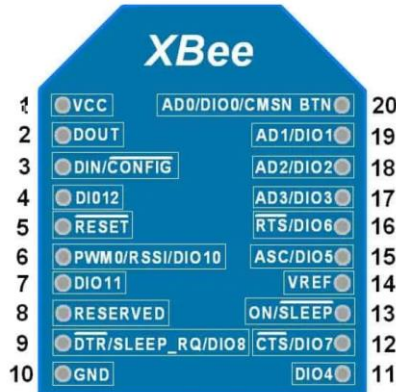 XBee
1 VCC AD0/DIO0/CMSN BTN 20
2 DOUT AD1/DIO1 19
3 DIN/CONFIG AD2/DIO2 18
4 DI012 AD3/DIO3 17
5 RESET RTS/DIO6 16
6 PWM0/RSSI/DIO10 ASC/DIO5 15
7 DIO11 VREF 14
8 RESERVED ON/SLEEP 13
9 DTR/SLEEP_RQ/DIO8 CTS/DIO7 12
10 GND DIO4 11